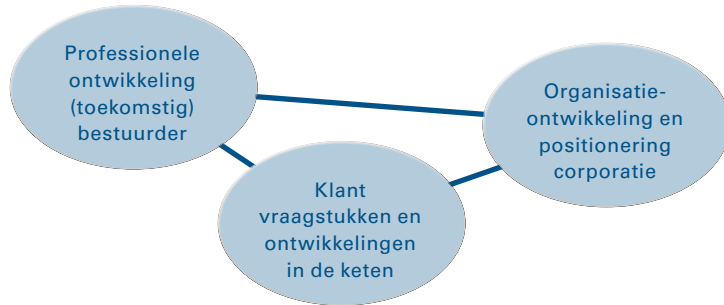 Professionele
ontwikkeling
(toekomstig)
bestuurder
Organisatie-
ontwikkeling en
positionering
corporatie
Klant
vraagstukken en
ontwikkelingen
in de keten